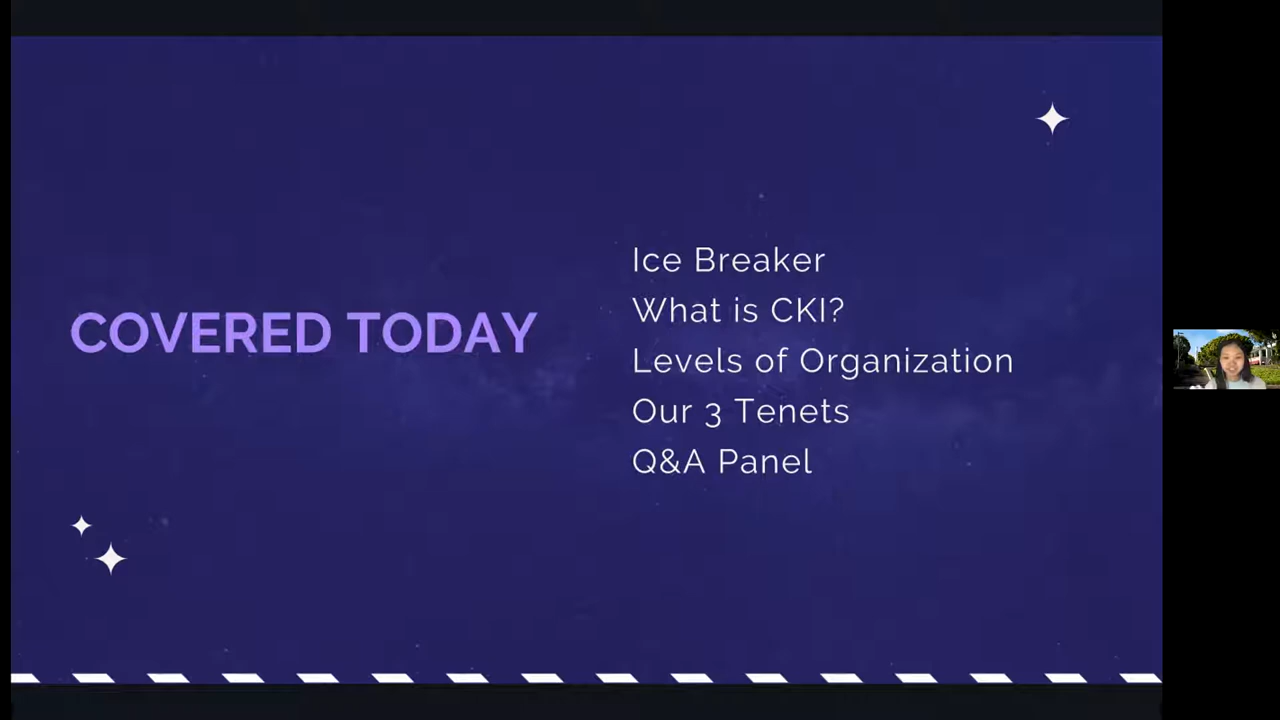 COVERED TODAY
Ice Breaker
What is CKI?
Levels of Organization
Our 3 Tenets
Q&A Panel